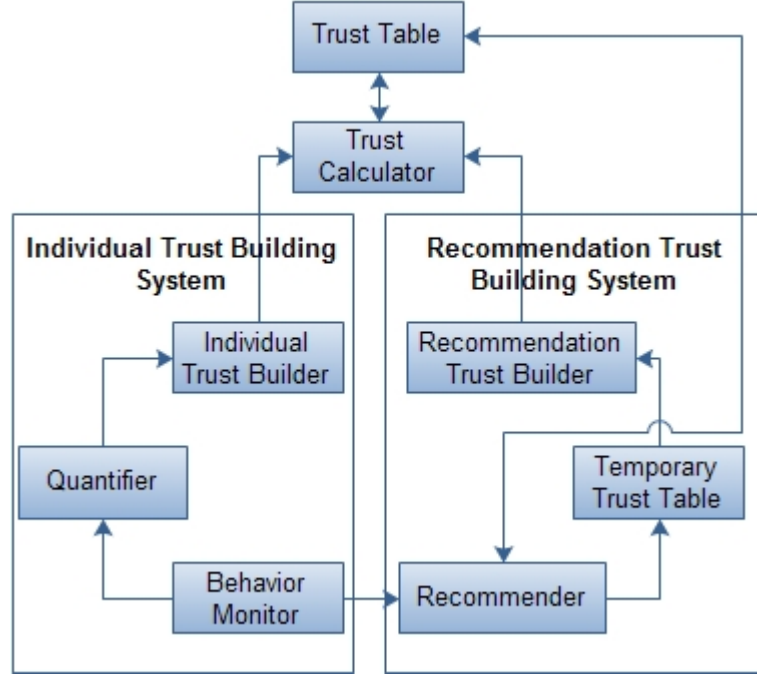 Trust Table
Trust
Calculator
Individual Trust Building
System
Recommendation Trust
Building System
Individual
Trust Builder
Recommendation
Trust Builder
Quantifier
Temporary
Trust Table
Behavior
Monitor
Recommender